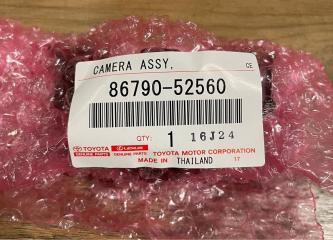 CAMERA ASSY,
CE
86790-52560
QTY: 1 16J24
TOYOTA LEXUS
GENUINE PARTS GENUINE PARTS TOYOTA MOTOR CORPORATION
MADE IN THAILAND 17